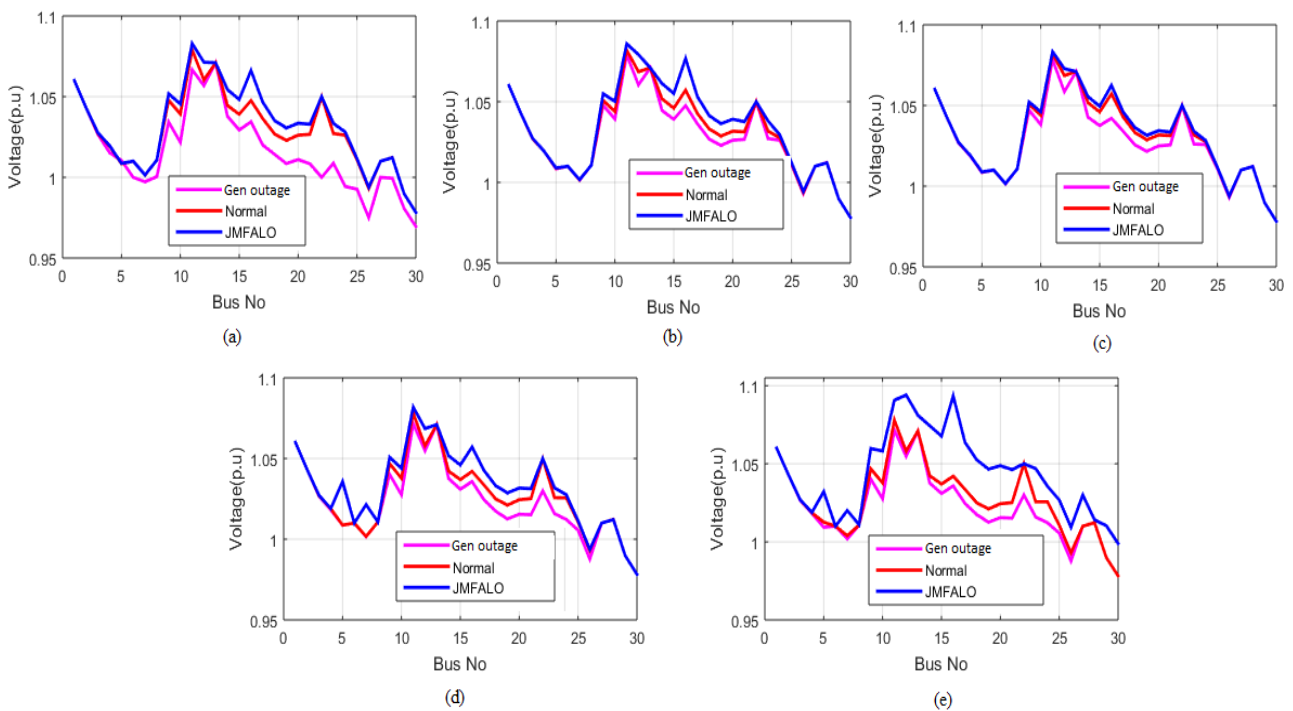 1.1
1.05
1
0.95
Voltage(p.u)
Gen outage
Normal
JMFALO
0 5 10 15 20 25 30
Bus No
(a)
1.1
1.05
1
0.95
Voltage(p.u)
Gen outage
Normal
JMFALO
0 5 10 15 20 25 30
Bus No
(b)
1.1
1.05
1
0.95
Voltage(p.u)
Gen outage
Normal
JMFALO
0 5 10 15 20 25 30
Bus No
(c)
1.1
1.05
1
0.95
Voltage(p.u)
Gen outage
Normal
JMFALO
0 5 10 15 20 25 30
Bus No
(d)
1.1
1.05
1
0.95
Voltage(p.u)
Gen outage
Normal
JMFALO
0 5 10 15 20 25 30
Bus No
(e)